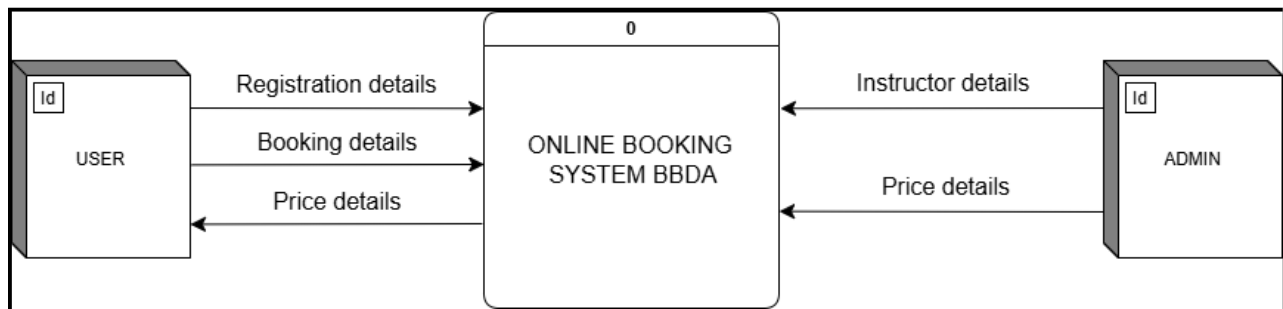 0
Id
USER
Registration details
Booking details
Price details
ONLINE BOOKING
SYSTEM BBDA
Instructor details
Price details
Id
ADMIN